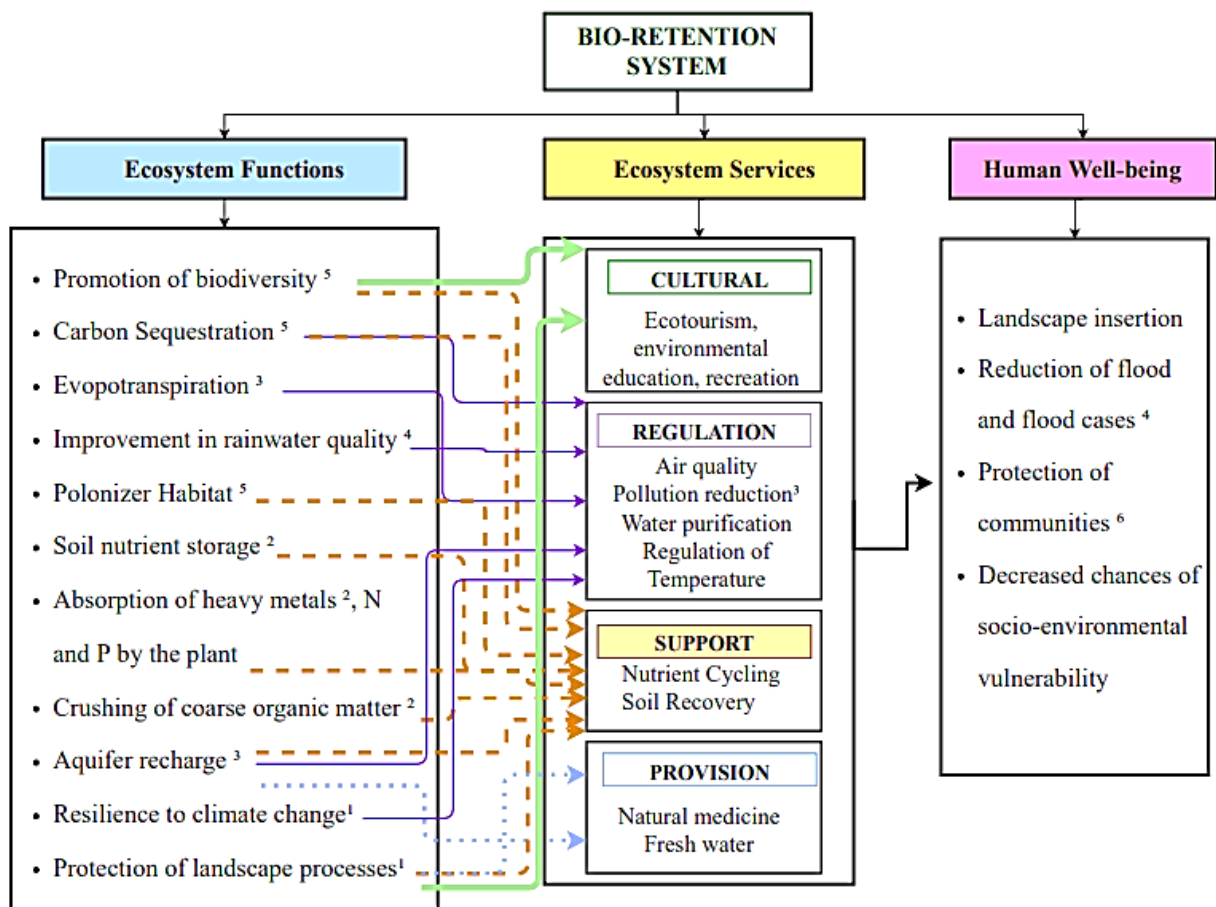 BIO-RETENTION
SYSTEM
Ecosystem Functions
Ecosystem Services
Human Well-being
• Promotion of biodiversity ⁵
• Carbon Sequestration ⁵
• Evopotranspiration ³
• Improvement in rainwater quality ⁴
• Polonizer Habitat ⁵
• Soil nutrient storage ²
• Absorption of heavy metals ², N
and P by the plant
• Crushing of coarse organic matter ²
• Aquifer recharge ³
• Resilience to climate change¹
• Protection of landscape processes¹
CULTURAL
Ecotourism,
environmental
education, recreation
REGULATION
Air quality
Pollution reduction³
Water purification
Regulation of
Temperature
SUPPORT
Nutrient Cycling
Soil Recovery
PROVISION
Natural medicine
Fresh water
• Landscape insertion
• Reduction of flood
and flood cases ⁴
• Protection of
communities ⁶
• Decreased chances of
socio-environmental
vulnerability